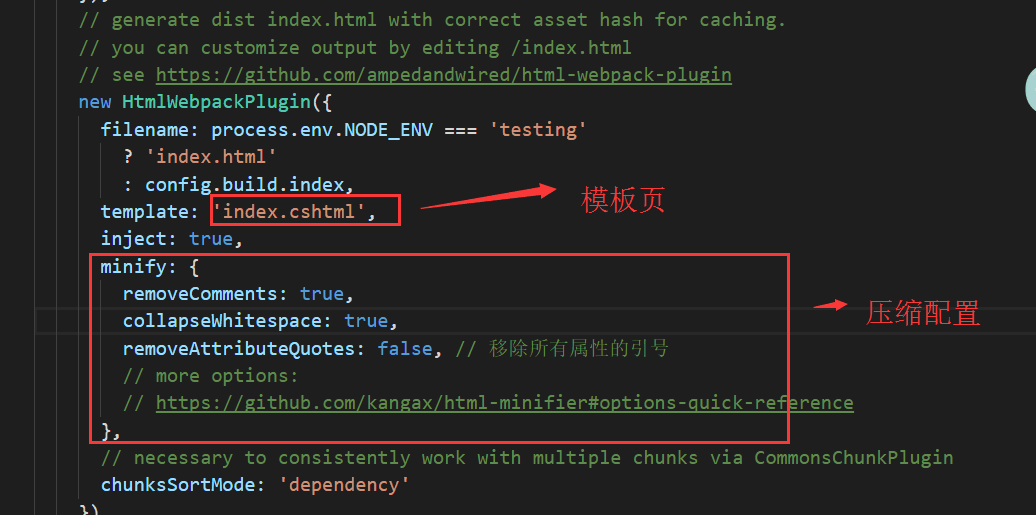 });
// generate dist index.html with correct asset hash for caching.
// you can customize output by editing /index.html
// see https://github.com/ampedandwired/html-webpack-plugin
new HtmlWebpackPlugin({
filename: process.env.NODE_ENV === 'testing'
? 'index.html'
: config.build.index,
template: 'index.cshtml',
模板页
inject: true,
minify: {
removeComments: true,
压缩配置
collapseWhitespace: true,
removeAttributeQuotes: false, // 移除所有属性的引号
// more options:
// https://github.com/kangax/html-minifier#options-quick-reference
},
// necessary to consistently work with multiple chunks via CommonsChunkPlugin
chunksSortMode: 'dependency'
})